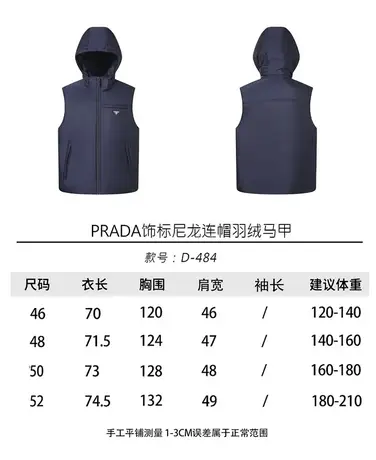 PRADA饰标尼龙连帽羽绒马甲
款号：D-484
尺码 衣长 胸围 肩宽 袖长 建议体重
46 70 120 46 / 120-140
48 71.5 124 47 / 140-160
50 73 128 48 / 160-180
52 74.5 132 49 / 180-210
手工平铺测量 1-3CM误差属于正常范围